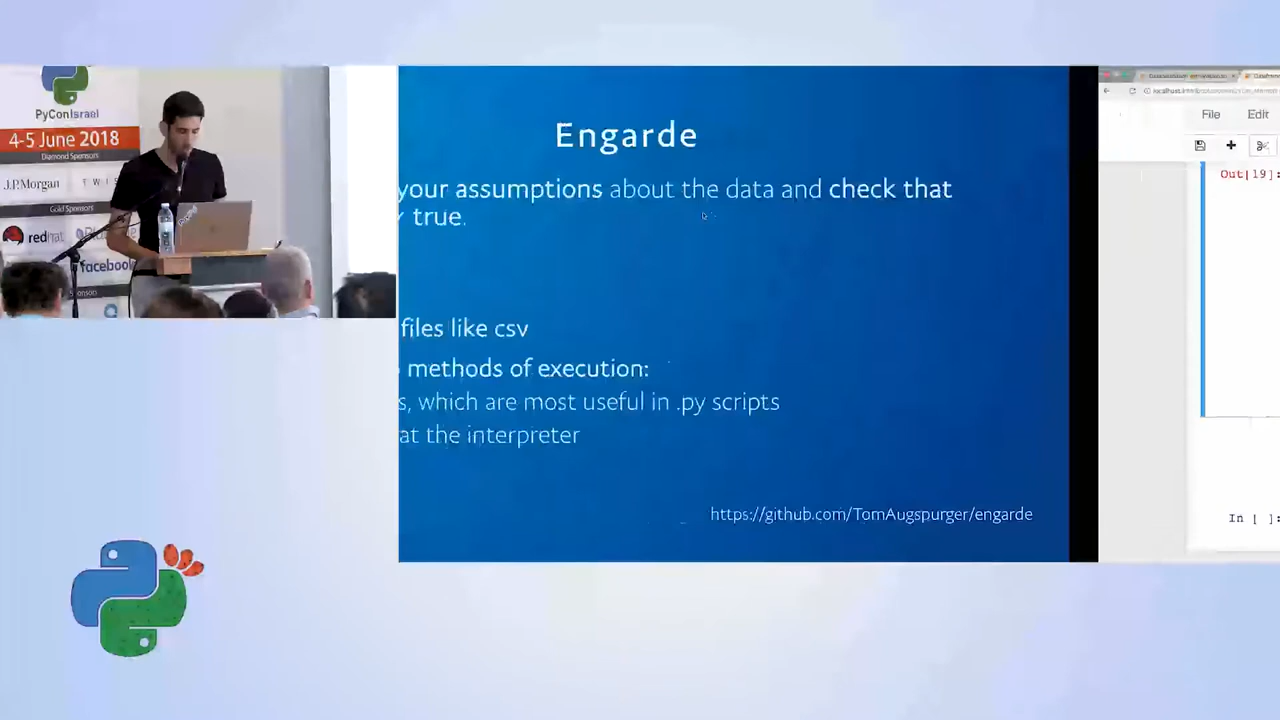 PyConIsrael
4-5 June 2018
Diamond Sponsors
J.P.Morgan
Gold Sponsors
redhat
facebook
Engarde
your assumptions about the data and check that
true.
files like csv
methods of execution:
s, which are most useful in .py scripts
at the interpreter
https://github.com/TomAugspurger/engarde
File Edit
Out[19]:
In [ ]: